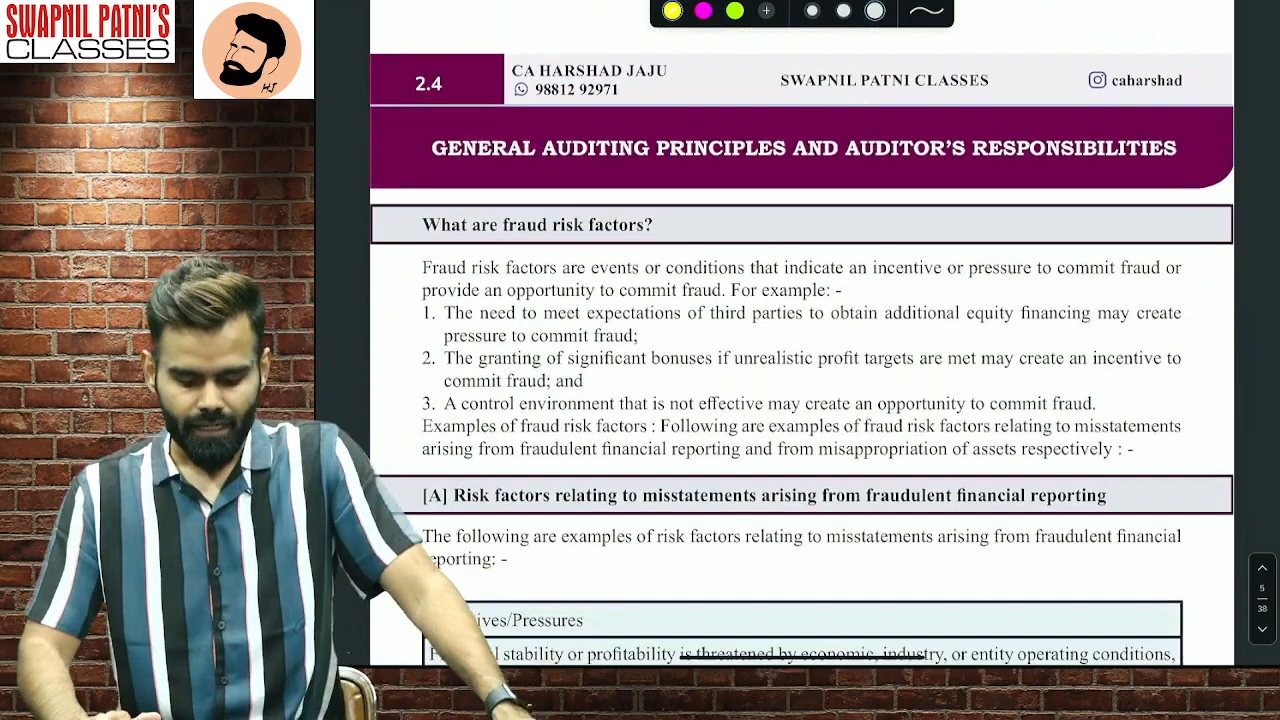 SWAPNIL PATNI'S
CLASSES
HJ
2.4
CA HARSHAD JAJU
98812 92971
SWAPNIL PATNI CLASSES
caharshad
GENERAL AUDITING PRINCIPLES AND AUDITOR'S RESPONSIBILITIES
What are fraud risk factors?
Fraud risk factors are events or conditions that indicate an incentive or pressure to commit fraud or
provide an opportunity to commit fraud. For example: -
1. The need to meet expectations of third parties to obtain additional equity financing may create
pressure to commit fraud;
2. The granting of significant bonuses if unrealistic profit targets are met may create an incentive to
commit fraud; and
3. A control environment that is not effective may create an opportunity to commit fraud.
Examples of fraud risk factors : Following are examples of fraud risk factors relating to misstatements
arising from fraudulent financial reporting and from misappropriation of assets respectively : -
[A] Risk factors relating to misstatements arising from fraudulent financial reporting
The following are examples of risk factors relating to misstatements arising from fraudulent financial
eporting: -
ives/Pressures
l stability or profitability is threatened by economic, industry, or entity operating conditions,
5
38